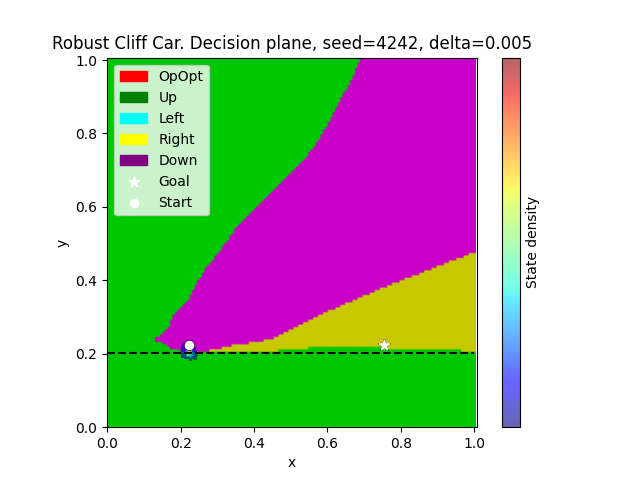 Robust Cliff Car. Decision plane, seed=4242, delta=0.005
OpOpt
Up
Left
Right
Down
Goal
Start
1.0
0.8
0.6
0.4
0.2
0.0
y
0.0 0.2 0.4 0.6 0.8 1.0
x
State density